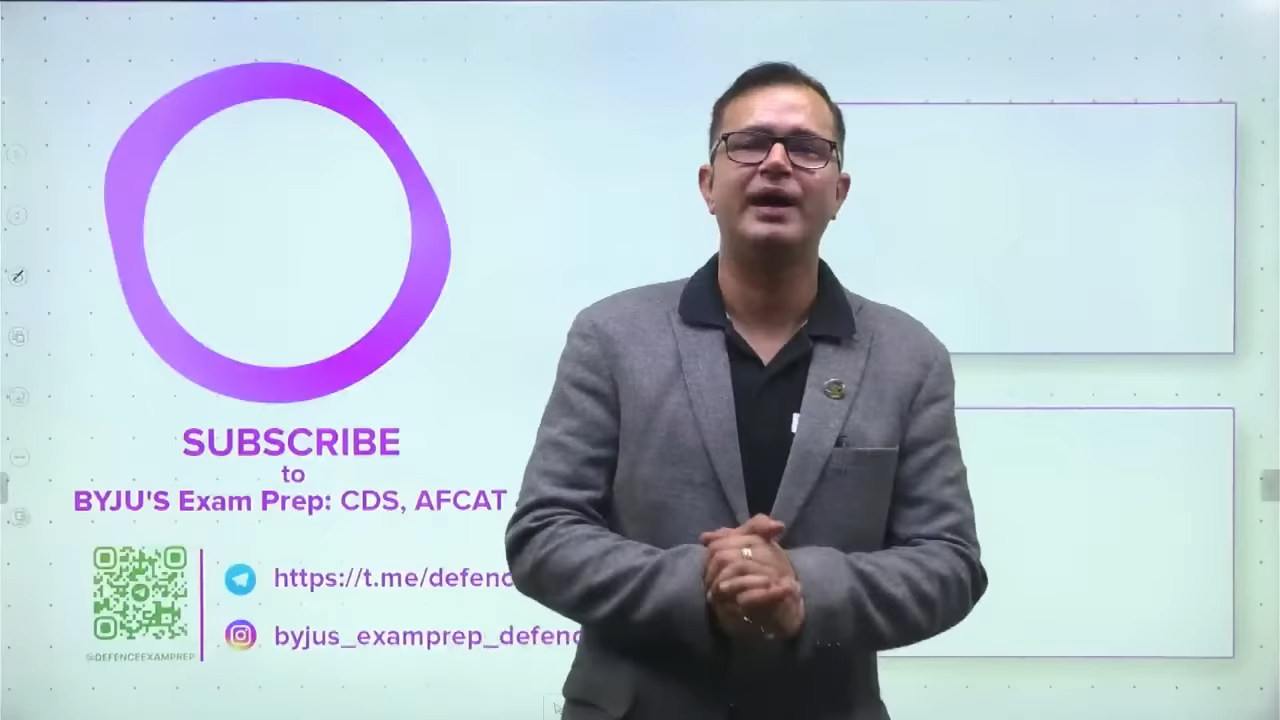 SUBSCRIBE
to
BYJU'S Exam Prep: CDS, AFCAT
https://t.me/defenc
byjus_examprep_defenc
@DEFENCEEXAMPREP